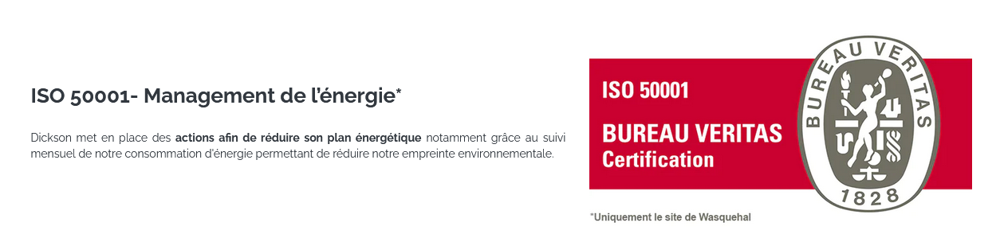 ISO 50001- Management de l’énergie*
Dickson met en place des actions afin de réduire son plan énergétique notamment grâce au suivi
mensuel de notre consommation d'énergie permettant de réduire notre empreinte environnementale.
ISO 50001
BUREAU VERITAS
Certification
BUREAU VERITAS
1828
*Uniquement le site de Wasquehal